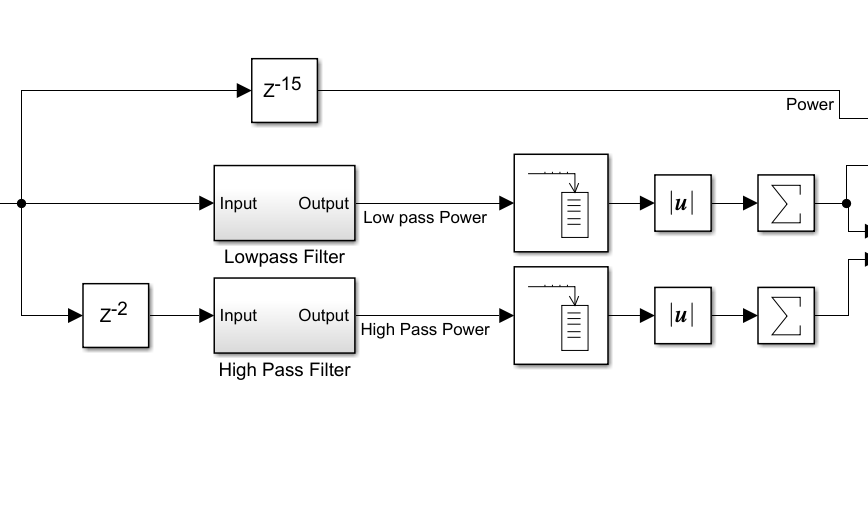 Z-15
Power
Input Output
Low pass Power
|u|
∑
Lowpass Filter
Z-2
Input Output
High Pass Power
|u|
∑
High Pass Filter